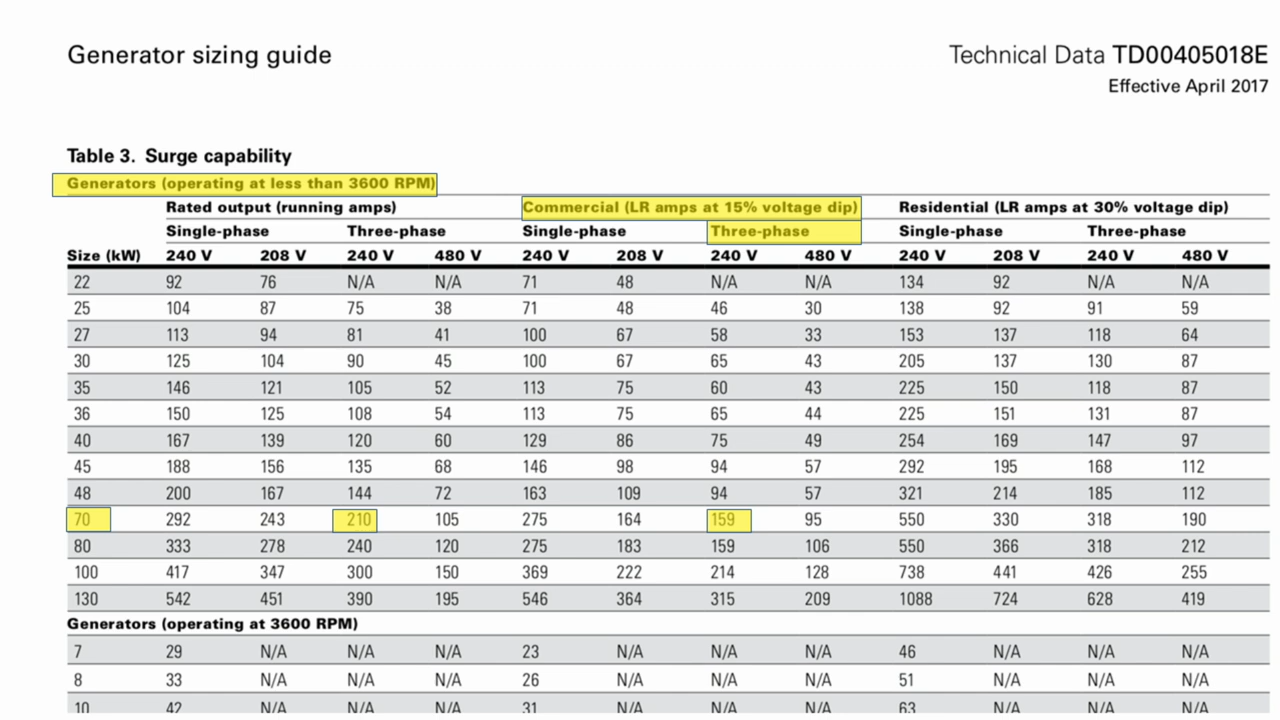 Generator sizing guide
Technical Data TD00405018E
Effective April 2017
Table 3. Surge capability
Generators (operating at less than 3600 RPM)
Rated output (running amps) Commercial (LR amps at 15% voltage dip) Residential (LR amps at 30% voltage dip)
Single-phase Three-phase Single-phase Three-phase Single-phase Three-phase
Size (kW) 240 V 208 V 240 V 480 V 240 V 208 V 240 V 480 V 240 V 208 V 240 V 480 V
22 92 76 N/A N/A 71 48 N/A N/A 134 92 N/A N/A
25 104 87 75 38 71 48 46 30 138 92 91 59
27 113 94 81 41 100 67 58 33 153 137 118 64
30 125 104 90 45 100 67 65 43 205 137 130 87
35 146 121 105 52 113 75 60 43 225 150 118 87
36 150 125 108 54 113 75 65 44 225 151 131 87
40 167 139 120 60 129 86 75 49 254 169 147 97
45 188 156 135 68 146 98 94 57 292 195 168 112
48 200 167 144 72 163 109 94 57 321 214 185 112
70 292 243 210 105 275 164 159 95 550 330 318 190
80 333 278 240 120 275 183 159 106 550 366 318 212
100 417 347 300 150 369 222 214 128 738 441 426 255
130 542 451 390 195 546 364 315 209 1088 724 628 419
Generators (operating at 3600 RPM)
7 29 N/A N/A N/A 23 N/A N/A N/A 46 N/A N/A N/A
8 33 N/A N/A N/A 26 N/A N/A N/A 51 N/A N/A N/A
10 42 N/A N/A N/A 31 N/A N/A N/A 63 N/A N/A N/A